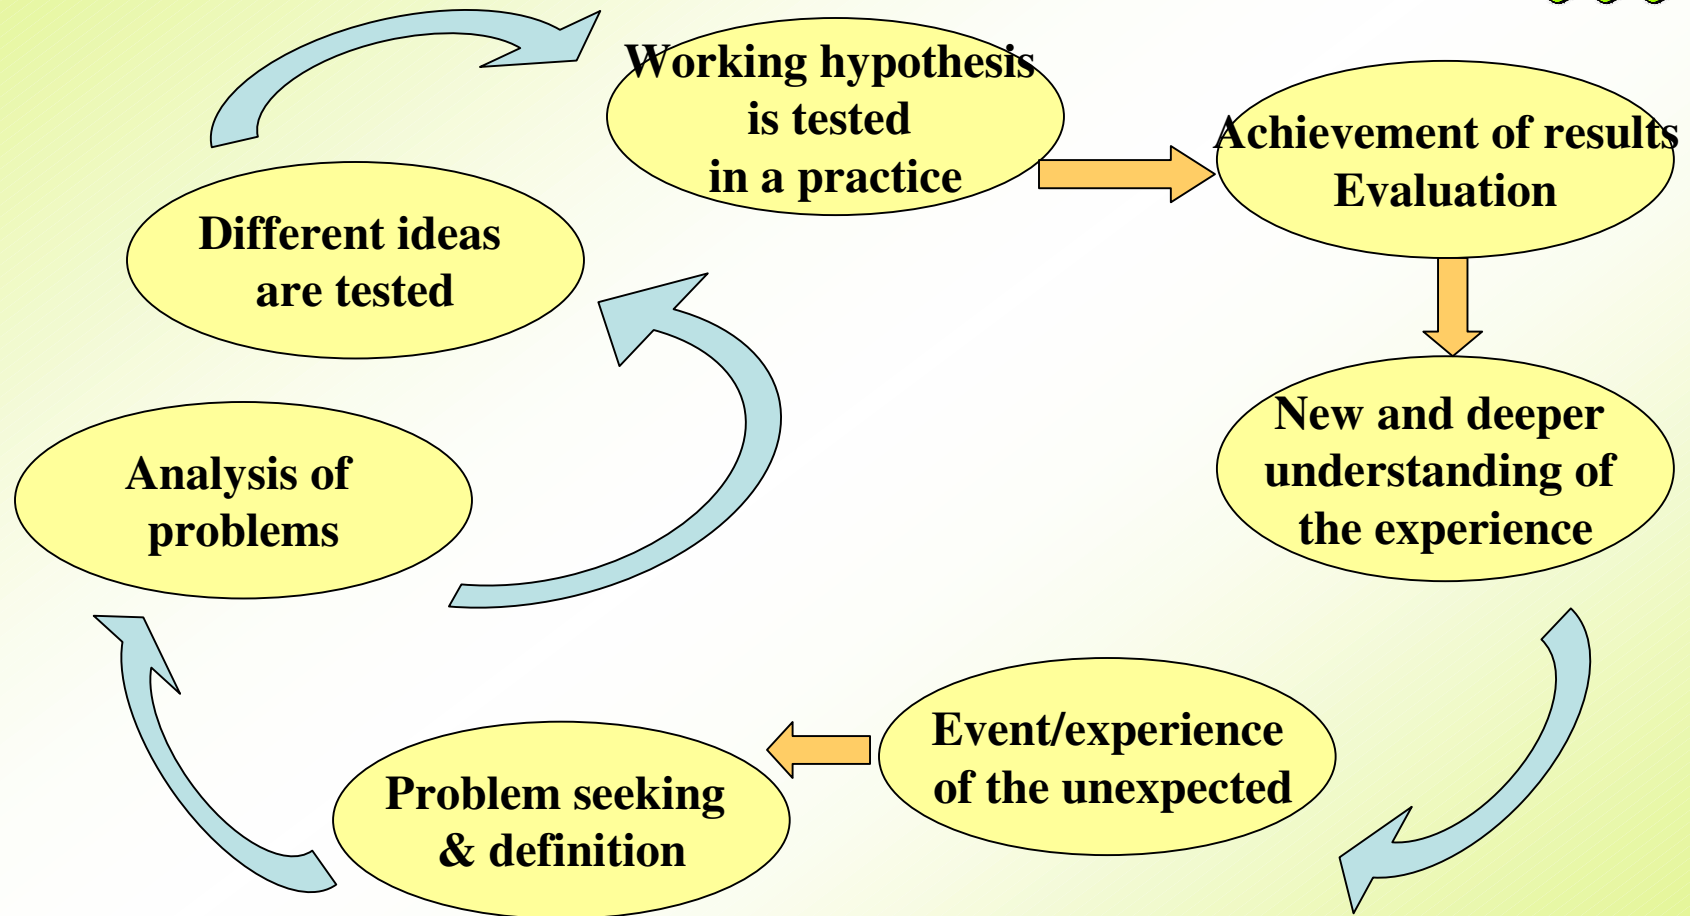 Working hypothesis
is tested
in a practice
Achievement of results
Evaluation
Different ideas
are tested
New and deeper
understanding of
the experience
Analysis of
problems
Event/experience
of the unexpected
Problem seeking
& definition